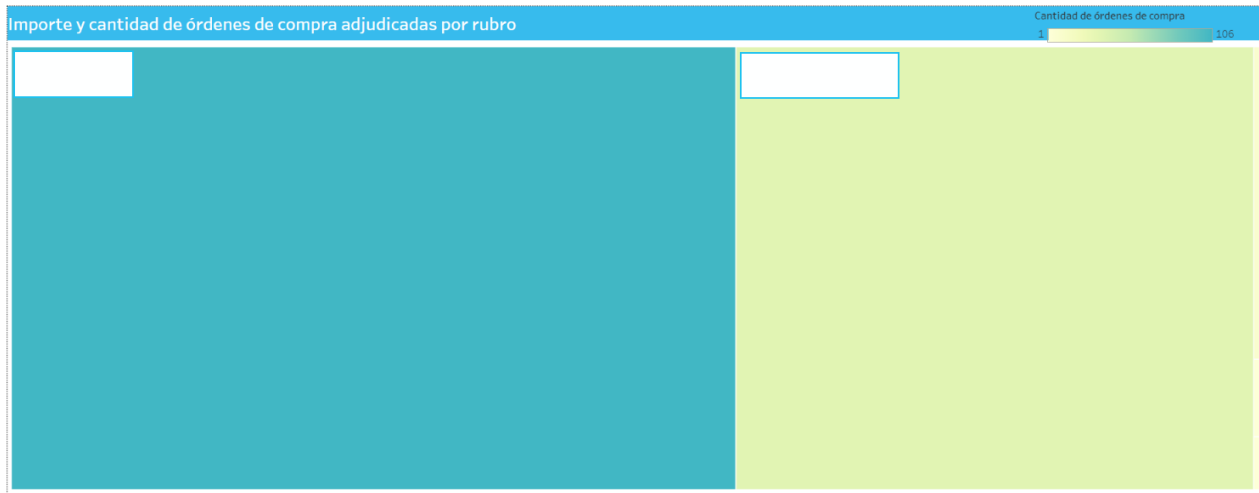 Importe y cantidad de órdenes de compra adjudicadas por rubro
Cantidad de órdenes de compra
1 106